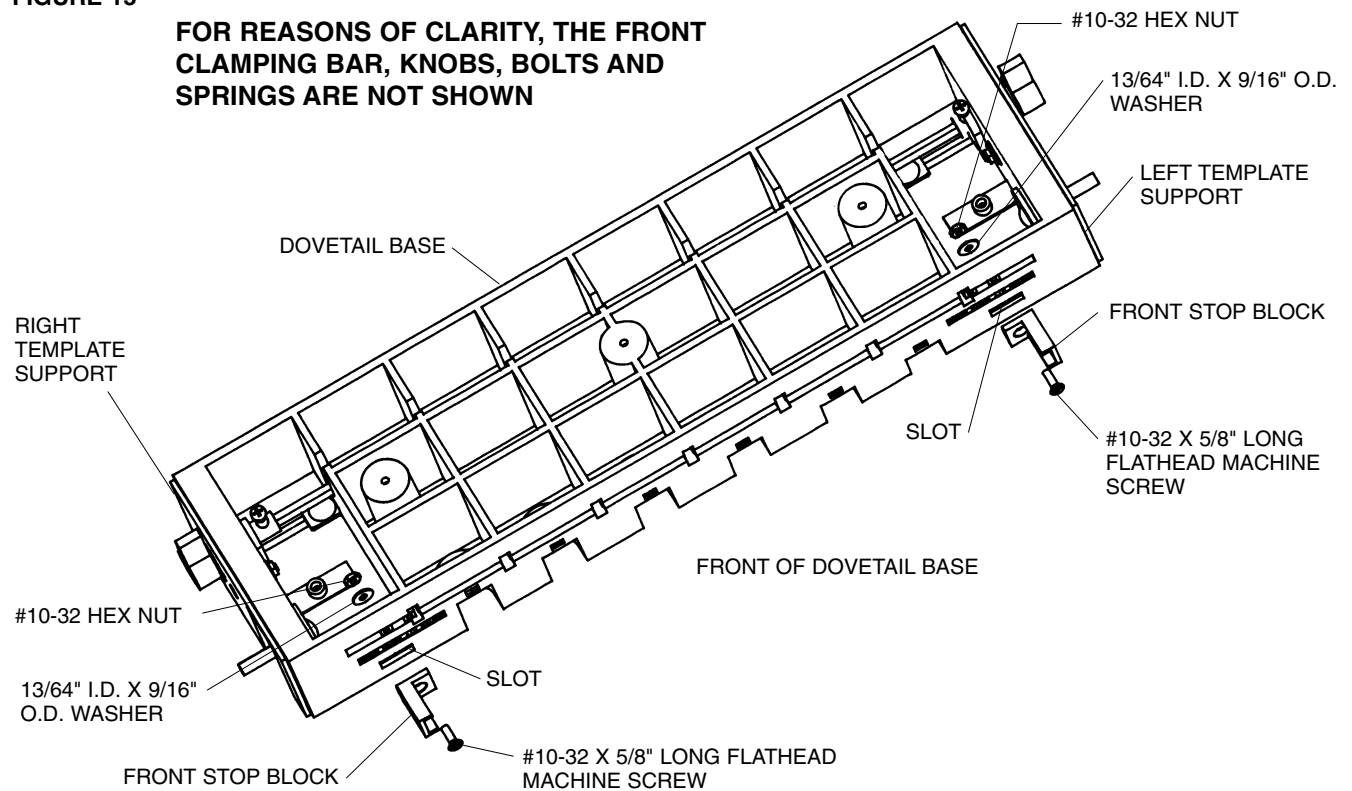 FOR REASONS OF CLARITY, THE FRONT
CLAMPING BAR, KNOBS, BOLTS AND
SPRINGS ARE NOT SHOWN
#10-32 HEX NUT
13/64" I.D. X 9/16" O.D.
WASHER
LEFT TEMPLATE
SUPPORT
DOVETAIL BASE
RIGHT
TEMPLATE
SUPPORT
FRONT STOP BLOCK
SLOT
#10-32 X 5/8" LONG
FLATHEAD MACHINE
SCREW
FRONT OF DOVETAIL BASE
#10-32 HEX NUT
13/64" I.D. X 9/16"
O.D. WASHER
SLOT
FRONT STOP BLOCK
#10-32 X 5/8" LONG FLATHEAD
MACHINE SCREW